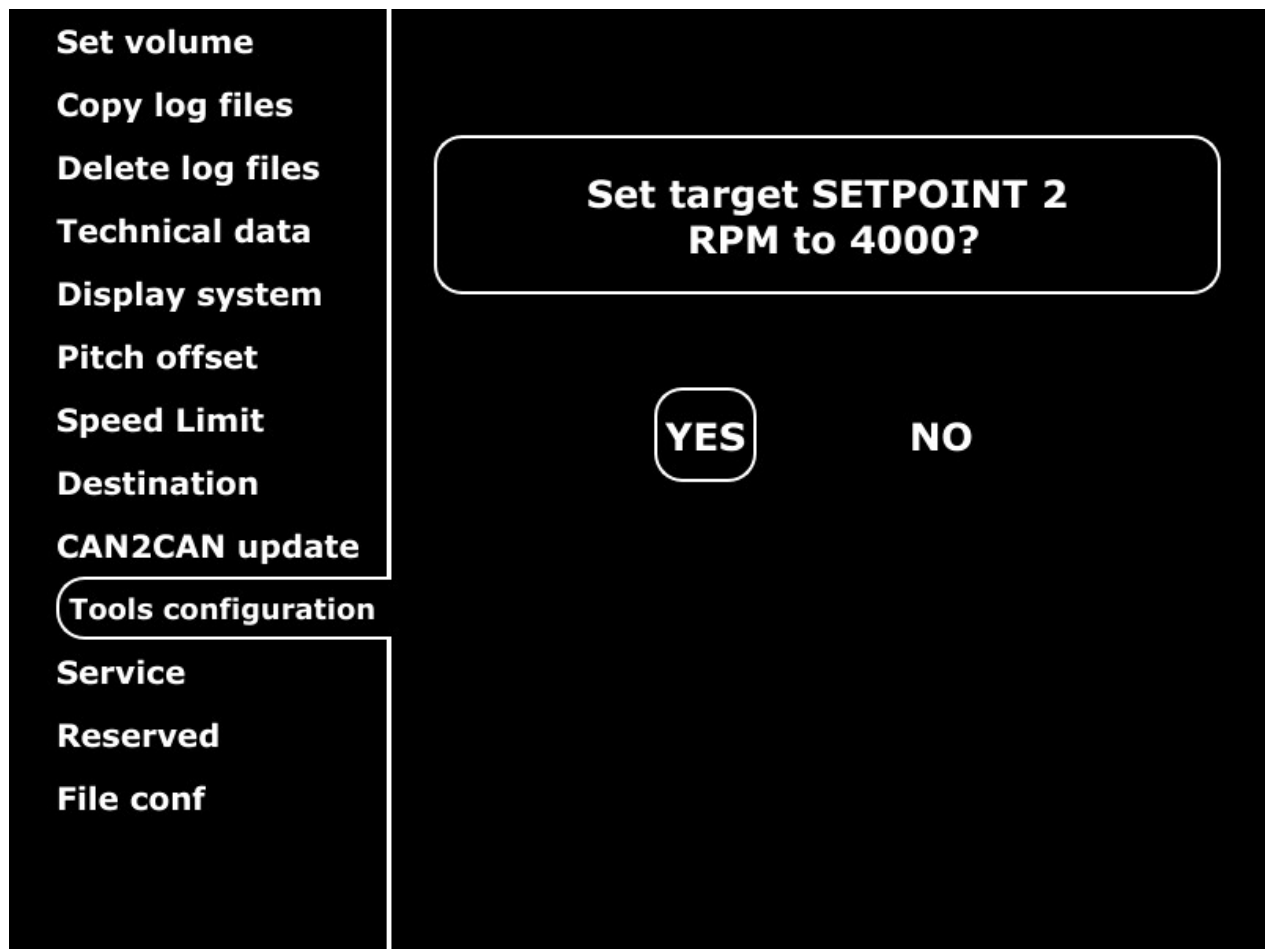 Set volume
Copy log files
Delete log files
Technical data
Display system
Pitch offset
Speed Limit
Destination
CAN2CAN update
Tools configuration
Service
Reserved
File conf
Set target SETPOINT 2
RPM to 4000?
YES NO